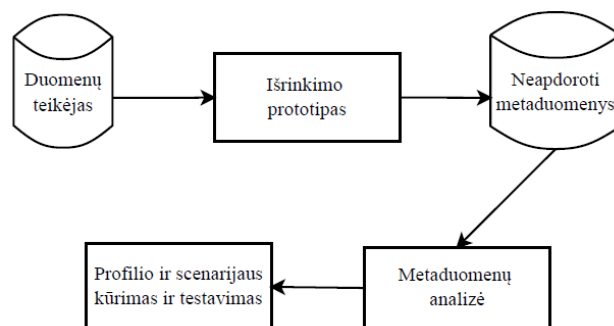 Duomenų
teikėjas
Išrinkimo
prototipas
Neapdoroti
metaduomenys
Profilio ir scenarijaus
kūrimas ir testavimas
Metaduomenų
analizė